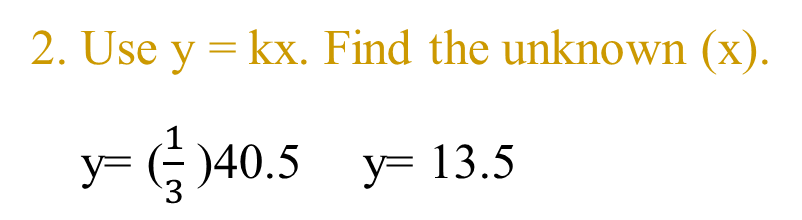 2. Use y = kx. Find the unknown (x).
y= (1/3)40.5 y= 13.5